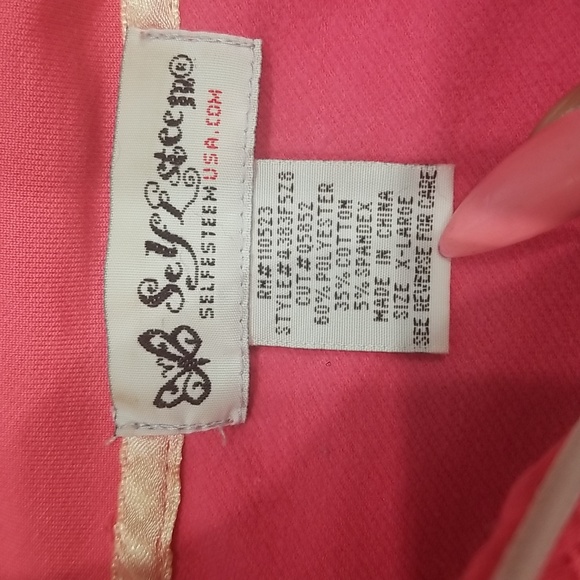 Self Esteem®
SELFESTEEMUSA.COM
RN# 110523
STYLE#4383F5Z8
CUT#05852
60% POLYESTER
35% COTTON
5% SPANDEX
MADE IN CHINA
SIZE X-LARGE
SEE REVERSE FOR CARE